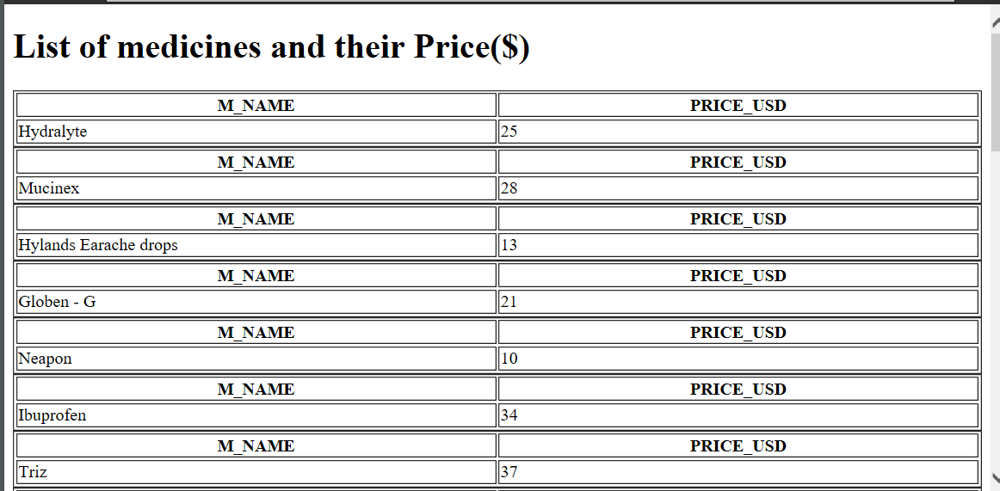 List of medicines and their Price($)
M_NAME PRICE_USD
Hydralyte 25
M_NAME PRICE_USD
Mucinex 28
M_NAME PRICE_USD
Hylands Earache drops 13
M_NAME PRICE_USD
Globen - G 21
M_NAME PRICE_USD
Neapon 10
M_NAME PRICE_USD
Ibuprofen 34
M_NAME PRICE_USD
Triz 37